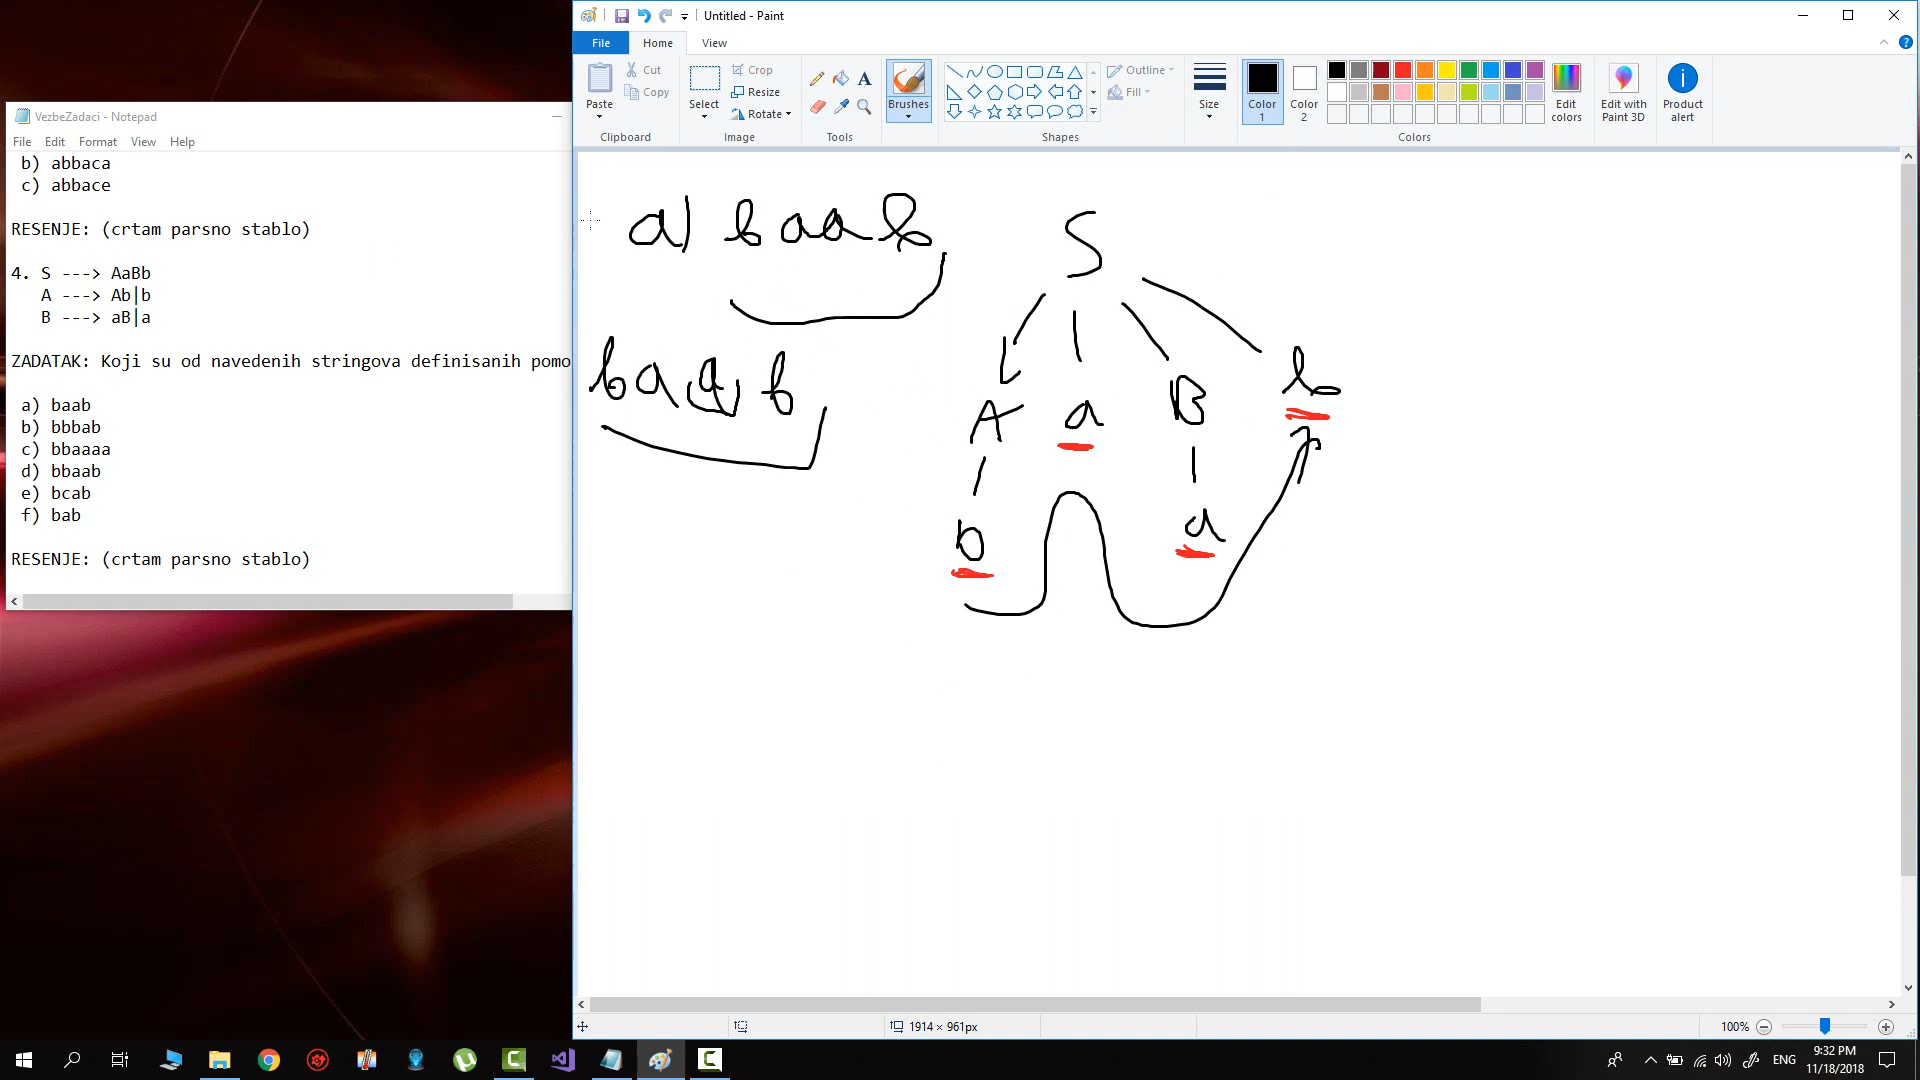 VezbeZadaci - Notepad
File Edit Format View Help
b) abbaca
c) abbace
RESENJE: (crtam parsno stablo)
4. S ---> AaBb
A ---> Ab|b
B ---> aB|a
ZADATAK: Koji su od navedenih stringova definisanih pomo
a) baab
b) bbbab
c) bbaaaa
d) bbaab
e) bcab
f) bab
RESENJE: (crtam parsno stablo)
Untitled - Paint
File Home View
Paste
Cut
Copy
Clipboard
Select
Crop
Resize
Rotate
Image
A
Tools
Brushes
Shapes
Outline
Fill
Size
Color 1
Color 2
Edit colors
Colors
Edit with Paint 3D
Product alert
a) baab
S
baab
A a B b
b a
1914 × 961px
100%
ENG
9:32 PM
11/18/2018